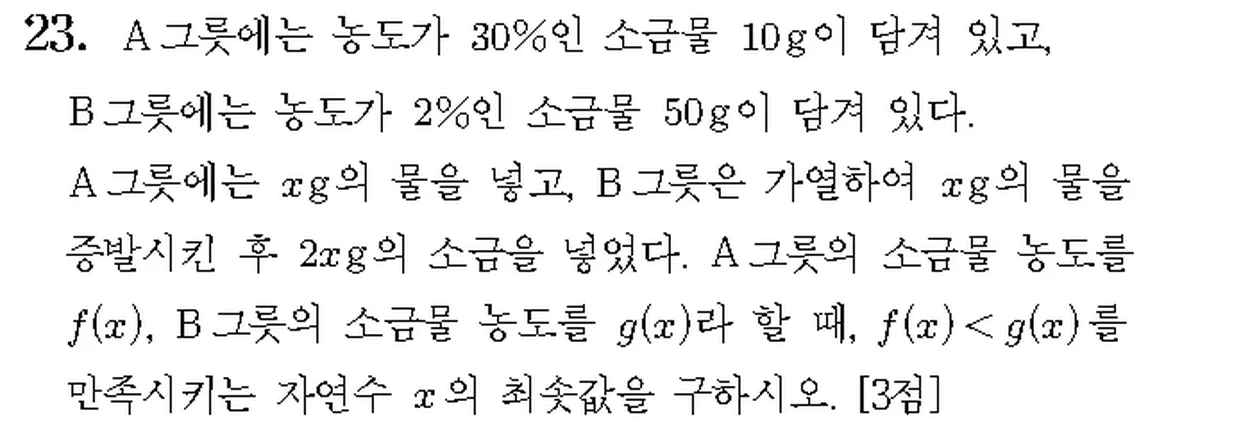 23. A 그릇에는 농도가 30%인 소금물 10g이 담겨 있고,
B 그릇에는 농도가 2%인 소금물 50g이 담겨 있다.
A 그릇에는 xg의 물을 넣고, B 그릇은 가열하여 xg의 물을
증발시킨 후 2xg의 소금을 넣었다. A 그릇의 소금물 농도를
f(x), B 그릇의 소금물 농도를 g(x)라 할 때, f(x)<g(x)를
만족시키는 자연수 x의 최솟값을 구하시오. [3점]